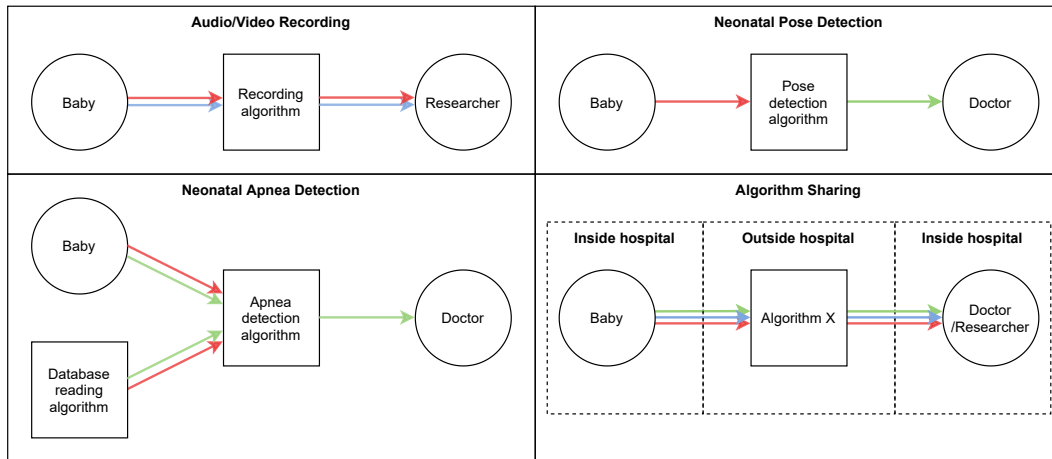 Audio/Video Recording
Baby
Recording
algorithm
Researcher
Neonatal Pose Detection
Baby
Pose
detection
algorithm
Doctor
Neonatal Apnea Detection
Baby
Apnea
detection
algorithm
Doctor
Database
reading
algorithm
Algorithm Sharing
Inside hospital
Outside hospital
Inside hospital
Baby
Algorithm X
Doctor
/Researcher